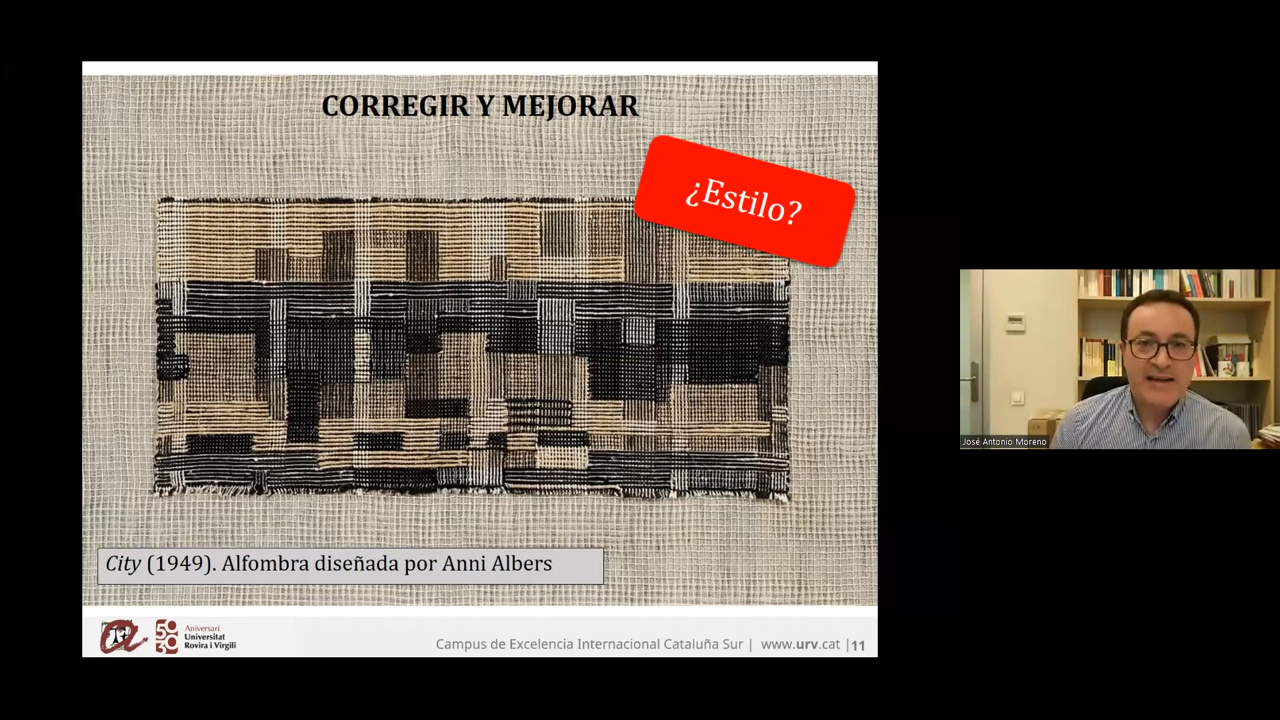 CORREGIR Y MEJORAR
¿Estilo?
City (1949). Alfombra diseñada por Anni Albers
Aniversari
Universitat
Rovira i Virgili
Campus de Excelencia Internacional Cataluña Sur | www.urv.cat |11
José Antonio Moreno